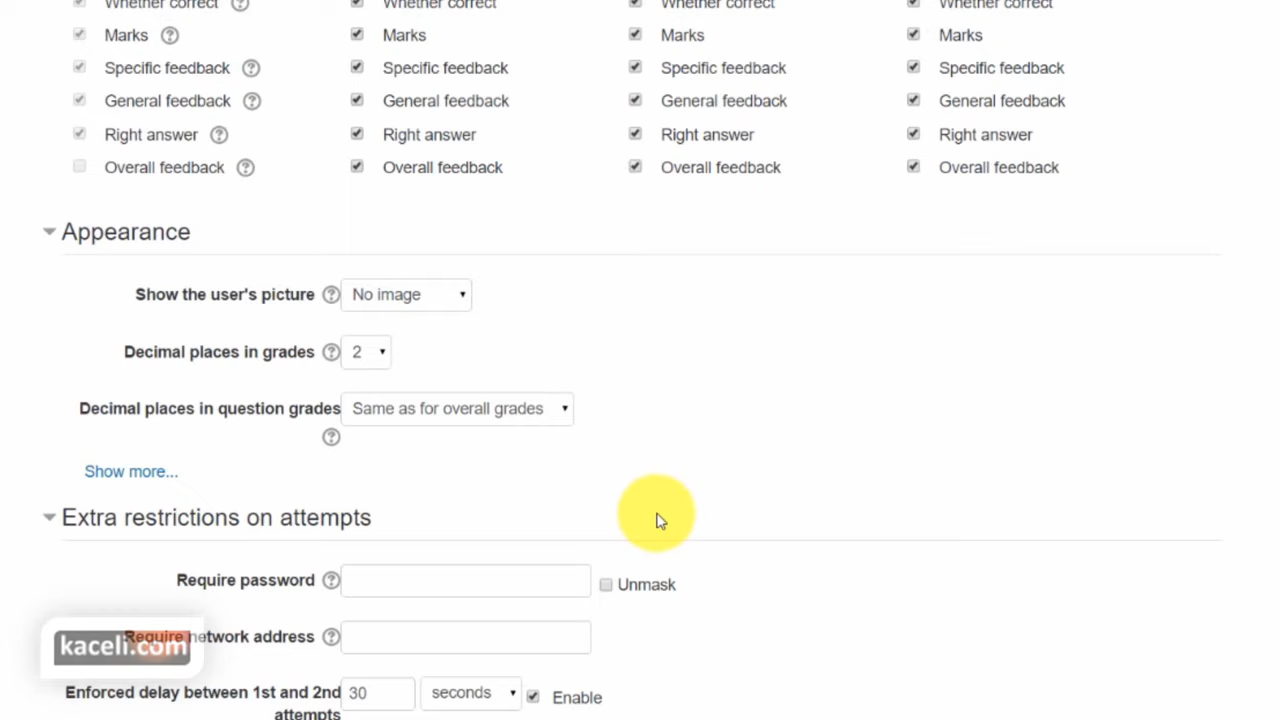 Whether correct Whether correct Whether correct Whether correct
Marks Marks Marks Marks
Specific feedback Specific feedback Specific feedback Specific feedback
General feedback General feedback General feedback General feedback
Right answer Right answer Right answer Right answer
Overall feedback Overall feedback Overall feedback Overall feedback
Appearance
Show the user's picture No image
Decimal places in grades 2
Decimal places in question grades Same as for overall grades
Show more...
Extra restrictions on attempts
Require password Unmask
Require network address
kaceli.com
Enforced delay between 1st and 2nd 30 seconds Enable
attempts